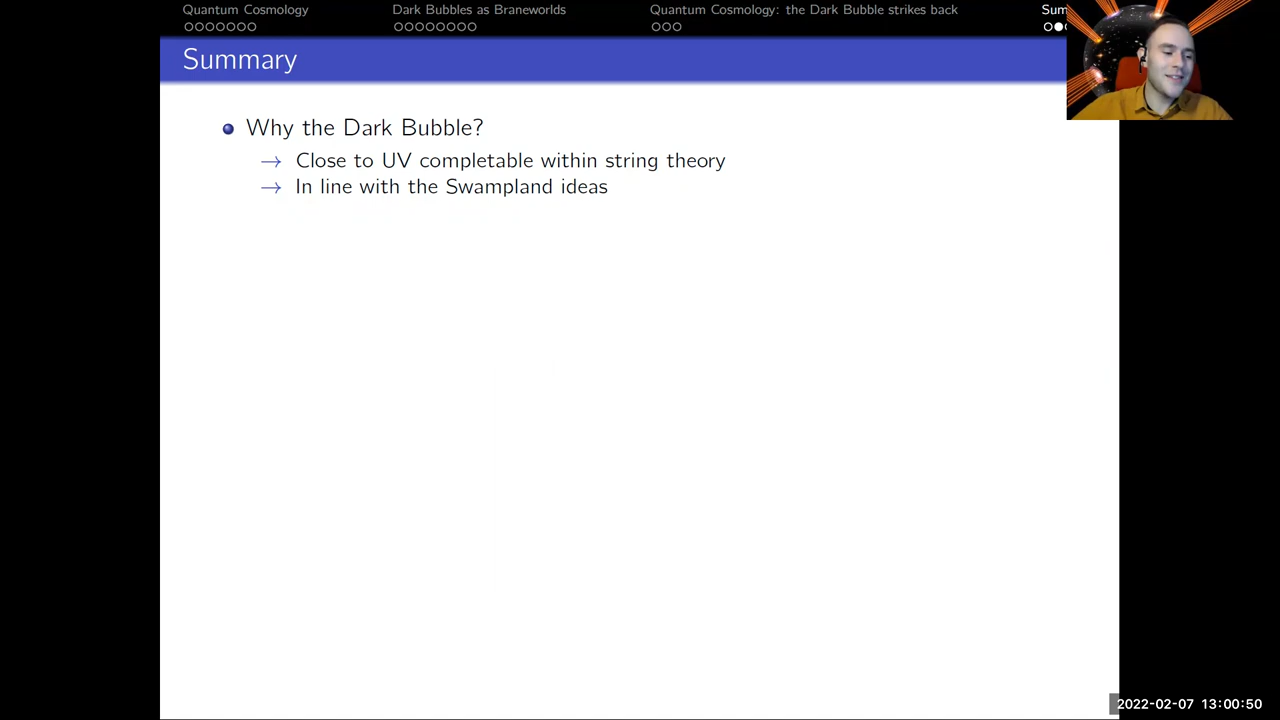 Quantum Cosmology Dark Bubbles as Braneworlds Quantum Cosmology: the Dark Bubble strikes back
Summary
Why the Dark Bubble?
→ Close to UV completable within string theory
→ In line with the Swampland ideas
2022-02-07 13:00:50